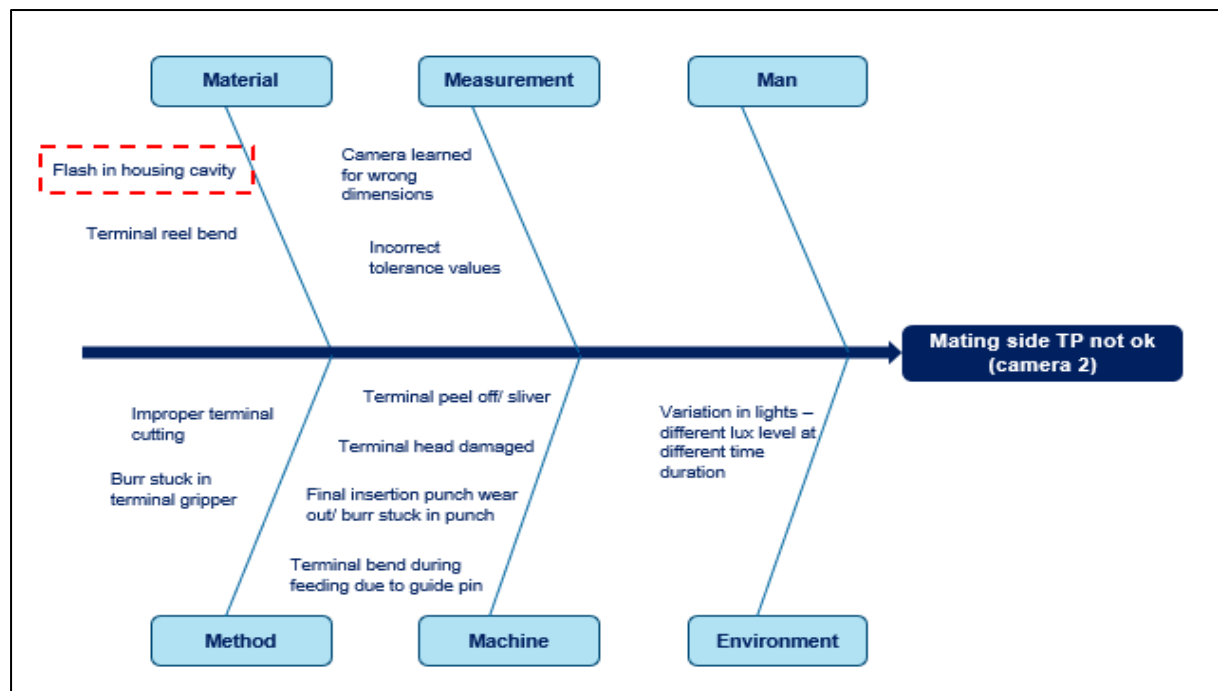 Material
Measurement
Man
Flash in housing cavity
Terminal reel bend
Camera learned
for wrong
dimensions
Incorrect
tolerance values
Mating side TP not ok
(camera 2)
Improper terminal
cutting
Burr stuck in
terminal gripper
Terminal peel off/ sliver
Terminal head damaged
Final insertion punch wear
out/ burr stuck in punch
Terminal bend during
feeding due to guide pin
Variation in lights –
different lux level at
different time
duration
Method
Machine
Environment